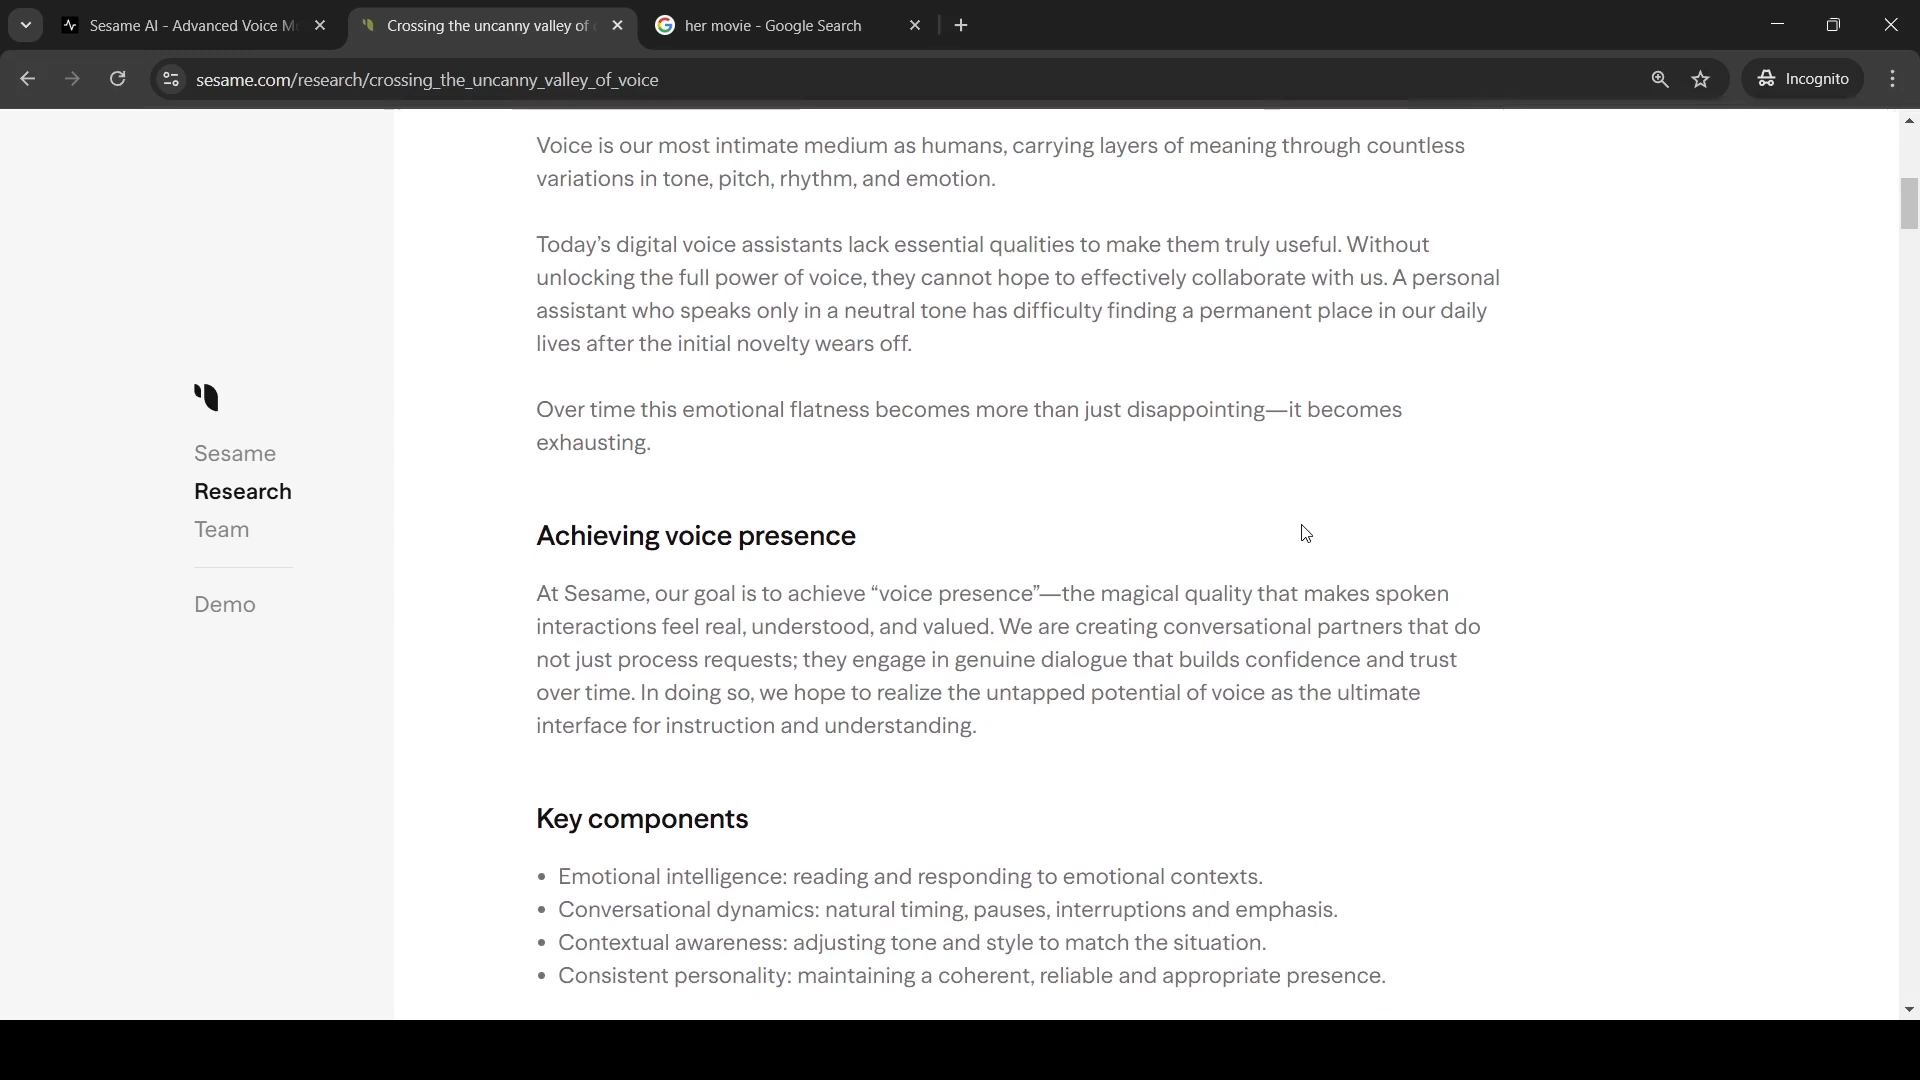 Sesame AI - Advanced Voice M
Crossing the uncanny valley of
her movie - Google Search
sesame.com/research/crossing_the_uncanny_valley_of_voice
Incognito
Voice is our most intimate medium as humans, carrying layers of meaning through countless
variations in tone, pitch, rhythm, and emotion.
Today’s digital voice assistants lack essential qualities to make them truly useful. Without
unlocking the full power of voice, they cannot hope to effectively collaborate with us. A personal
assistant who speaks only in a neutral tone has difficulty finding a permanent place in our daily
lives after the initial novelty wears off.
Over time this emotional flatness becomes more than just disappointing—it becomes
exhausting.
Sesame
Research
Team
Demo
Achieving voice presence
At Sesame, our goal is to achieve “voice presence”—the magical quality that makes spoken
interactions feel real, understood, and valued. We are creating conversational partners that do
not just process requests; they engage in genuine dialogue that builds confidence and trust
over time. In doing so, we hope to realize the untapped potential of voice as the ultimate
interface for instruction and understanding.
Key components
• Emotional intelligence: reading and responding to emotional contexts.
• Conversational dynamics: natural timing, pauses, interruptions and emphasis.
• Contextual awareness: adjusting tone and style to match the situation.
• Consistent personality: maintaining a coherent, reliable and appropriate presence.